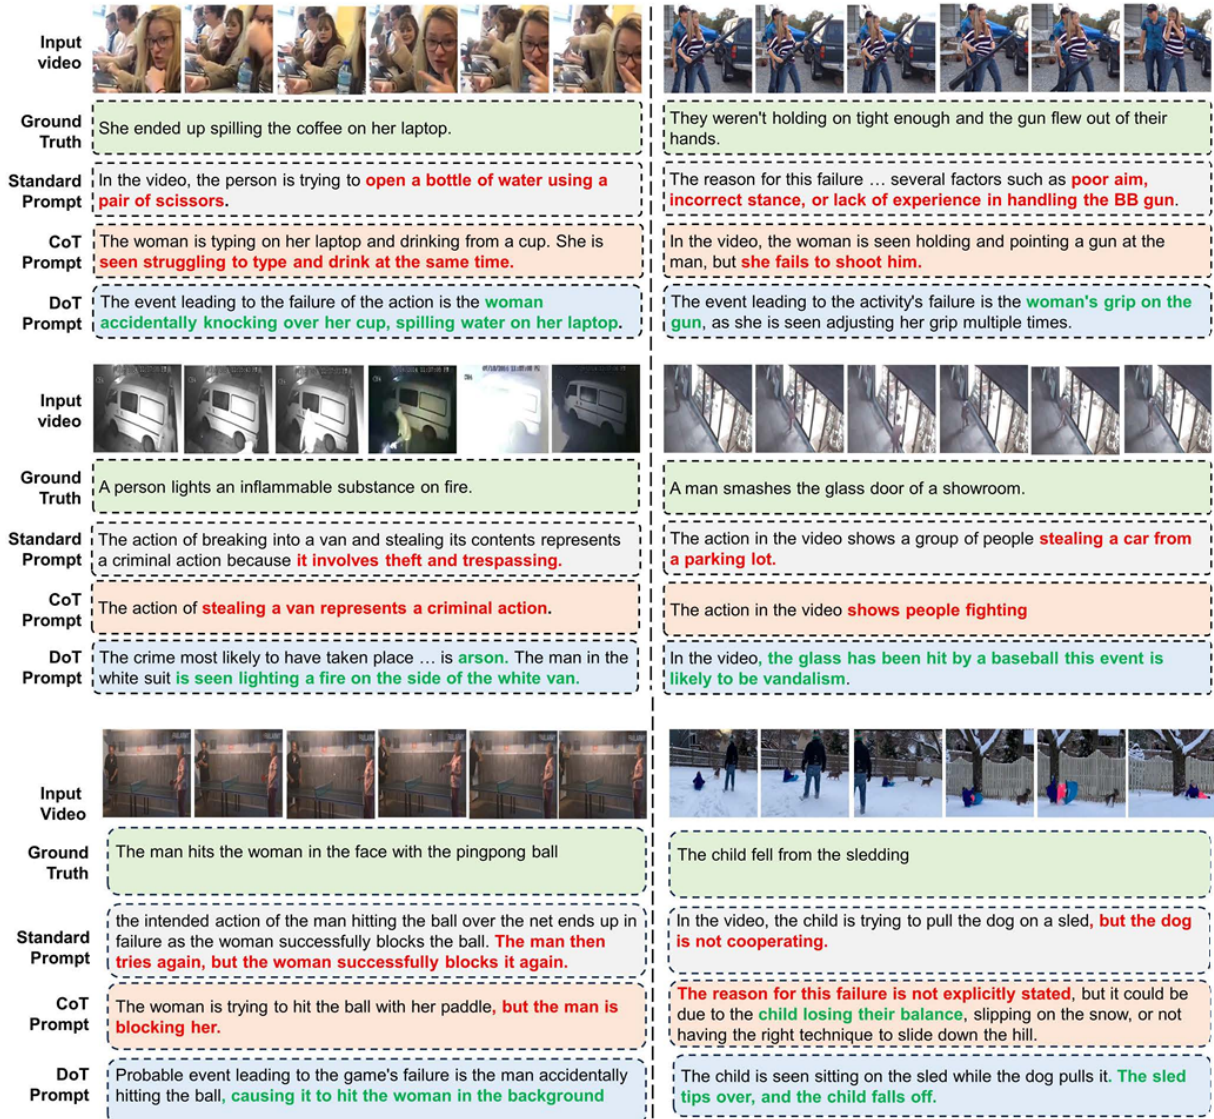 Input
video
Ground
Truth
She ended up spilling the coffee on her laptop.
They weren't holding on tight enough and the gun flew out of their
hands.
Standard
Prompt
In the video, the person is trying to open a bottle of water using a
pair of scissors.
The reason for this failure … several factors such as poor aim,
incorrect stance, or lack of experience in handling the BB gun.
CoT
Prompt
The woman is typing on her laptop and drinking from a cup. She is
seen struggling to type and drink at the same time.
In the video, the woman is seen holding and pointing a gun at the
man, but she fails to shoot him.
DoT
Prompt
The event leading to the failure of the action is the woman
accidentally knocking over her cup, spilling water on her laptop.
The event leading to the activity's failure is the woman's grip on the
gun, as she is seen adjusting her grip multiple times.
Input
video
Ground
Truth
A person lights an inflammable substance on fire.
A man smashes the glass door of a showroom.
Standard
Prompt
The action of breaking into a van and stealing its contents represents
a criminal action because it involves theft and trespassing.
The action in the video shows a group of people stealing a car from
a parking lot.
CoT
Prompt
The action of stealing a van represents a criminal action.
The action in the video shows people fighting
DoT
Prompt
The crime most likely to have taken place … is arson. The man in the
white suit is seen lighting a fire on the side of the white van.
In the video, the glass has been hit by a baseball this event is
likely to be vandalism.
Input
Video
Ground
Truth
The man hits the woman in the face with the pingpong ball
The child fell from the sledding
Standard
Prompt
the intended action of the man hitting the ball over the net ends up in
failure as the woman successfully blocks the ball. The man then
tries again, but the woman successfully blocks it again.
In the video, the child is trying to pull the dog on a sled, but the dog
is not cooperating.
CoT
Prompt
The woman is trying to hit the ball with her paddle, but the man is
blocking her.
The reason for this failure is not explicitly stated, but it could be
due to the child losing their balance, slipping on the snow, or not
having the right technique to slide down the hill.
DoT
Prompt
Probable event leading to the game's failure is the man accidentally
hitting the ball, causing it to hit the woman in the background
The child is seen sitting on the sled while the dog pulls it. The sled
tips over, and the child falls off.